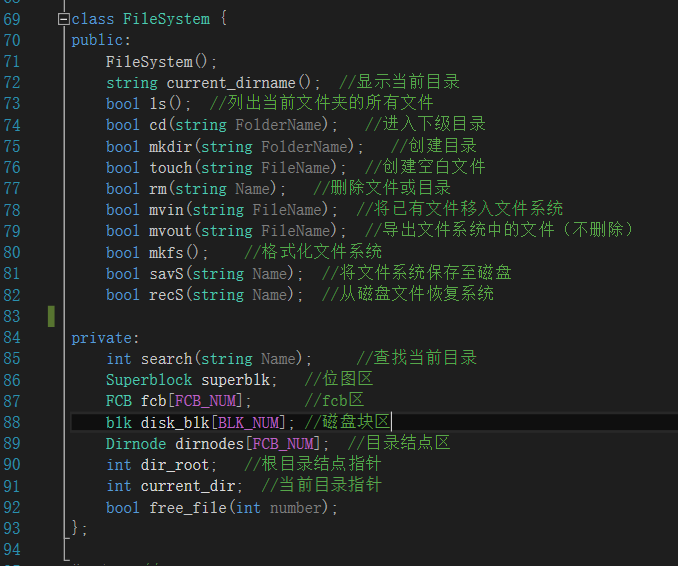 69 class FileSystem {
70 public:
71 FileSystem();
72 string current_dirname(); //显示当前目录
73 bool ls(); //列出当前文件夹的所有文件
74 bool cd(string FolderName); //进入下级目录
75 bool mkdir(string FolderName); //创建目录
76 bool touch(string FileName); //创建空白文件
77 bool rm(string Name); //删除文件或目录
78 bool mvin(string FileName); //将已有文件移入文件系统
79 bool mvout(string FileName); //导出文件系统中的文件（不删除）
80 bool mkfs(); //格式化文件系统
81 bool savS(string Name); //将文件系统保存至磁盘
82 bool recS(string Name); //从磁盘文件恢复系统
83
84 private:
85 int search(string Name); //查找当前目录
86 Superblock superblk; //位图区
87 FCB fcb[FCB_NUM]; //fcb区
88 blk disk_blk[BLK_NUM]; //磁盘块区
89 Dirnode dirnodes[FCB_NUM]; //目录结点区
90 int dir_root; //根目录结点指针
91 int current_dir; //当前目录指针
92 bool free_file(int number);
93 };
94